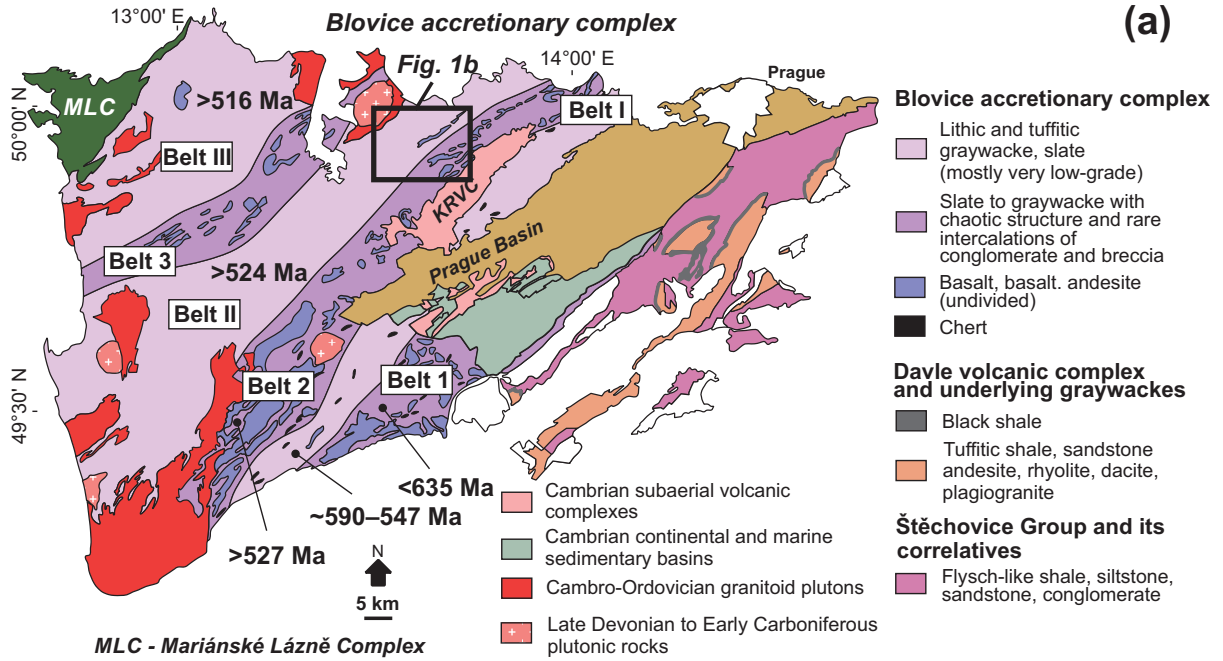 13°00' E
Blovice accretionary complex
(a)
Fig. 1b
14°00' E
Prague
50°00' N
MLC
>516 Ma
Belt I
Belt III
KRVC
Prague Basin
Belt 3
>524 Ma
Belt II
Belt 2
Belt 1
49°30' N
<635 Ma
~590–547 Ma
>527 Ma
N
5 km
MLC - Mariánské Lázně Complex
Cambrian subaerial volcanic
complexes
Cambrian continental and marine
sedimentary basins
Cambro-Ordovician granitoid plutons
Late Devonian to Early Carboniferous
plutonic rocks
Blovice accretionary complex
Lithic and tuffitic
graywacke, slate
(mostly very low-grade)
Slate to graywacke with
chaotic structure and rare
intercalations of
conglomerate and breccia
Basalt, basalt. andesite
(undivided)
Chert
Davle volcanic complex
and underlying graywackes
Black shale
Tuffitic shale, sandstone
andesite, rhyolite, dacite,
plagiogranite
Štěchovice Group and its
correlatives
Flysch-like shale, siltstone,
sandstone, conglomerate